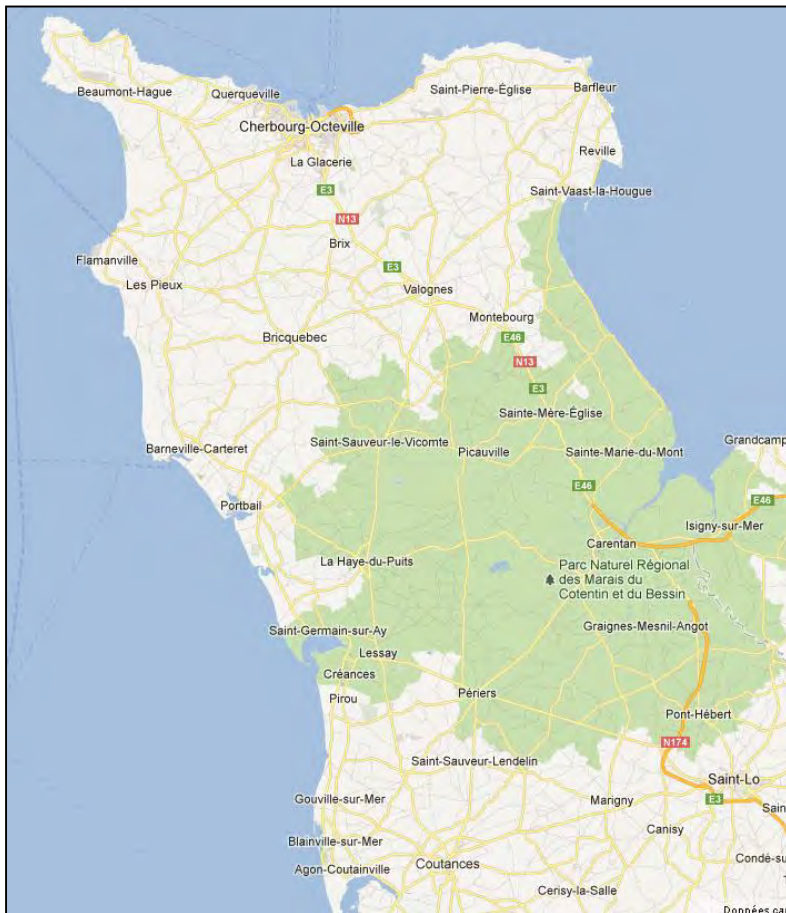 Beaumont-Hague
Querqueville
Saint-Pierre-Église
Barfleur
Cherbourg-Octeville
La Glacerie
Reville
E3
Saint-Vaast-la-Hougue
N13
Brix
Flamanville
E3
Les Pieux
Valognes
Montebourg
Bricquebec
E46
N13
E3
Sainte-Mère-Église
Barneville-Carteret
Saint-Sauveur-le-Vicomte
Picauville
Sainte-Marie-du-Mont
Grandcamp
E46
E46
Portbail
Isigny-sur-Mer
Carentan
La Haye-du-Puits
Parc Naturel Régional
des Marais du
Cotentin et du Bessin
Saint-Germain-sur-Ay
Graignes-Mesnil-Angot
Lessay
Créances
Pirou
Périers
Pont-Hébert
N174
Saint-Sauveur-Lendelin
Saint-Lo
Gouville-sur-Mer
Marigny
E3
Sain
Canisy
Blainville-sur-Mer
Coutances
Condé-su
Agon-Coutainville
Cerisy-la-Salle
Données ca